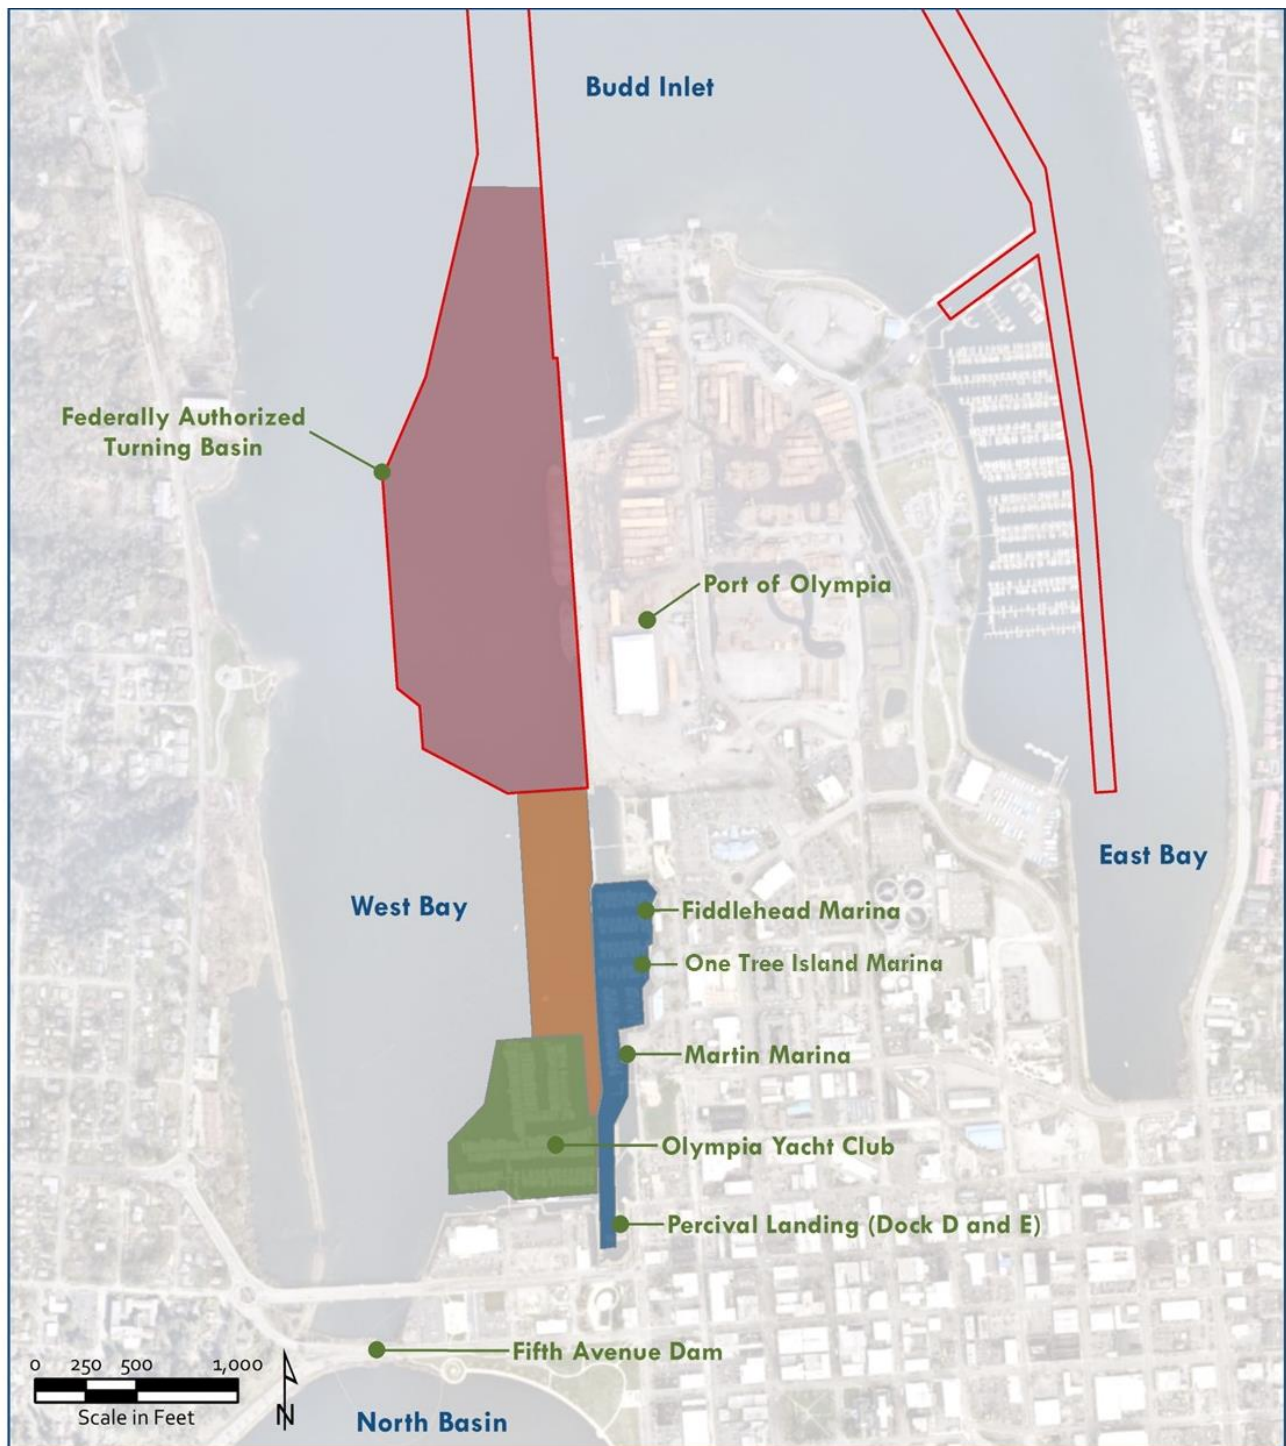 Budd Inlet
Federally Authorized
Turning Basin
Port of Olympia
East Bay
West Bay
Fiddlehead Marina
One Tree Island Marina
Martin Marina
Olympia Yacht Club
Percival Landing (Dock D and E)
Fifth Avenue Dam
0 250 500 1,000
Scale in Feet
N
North Basin